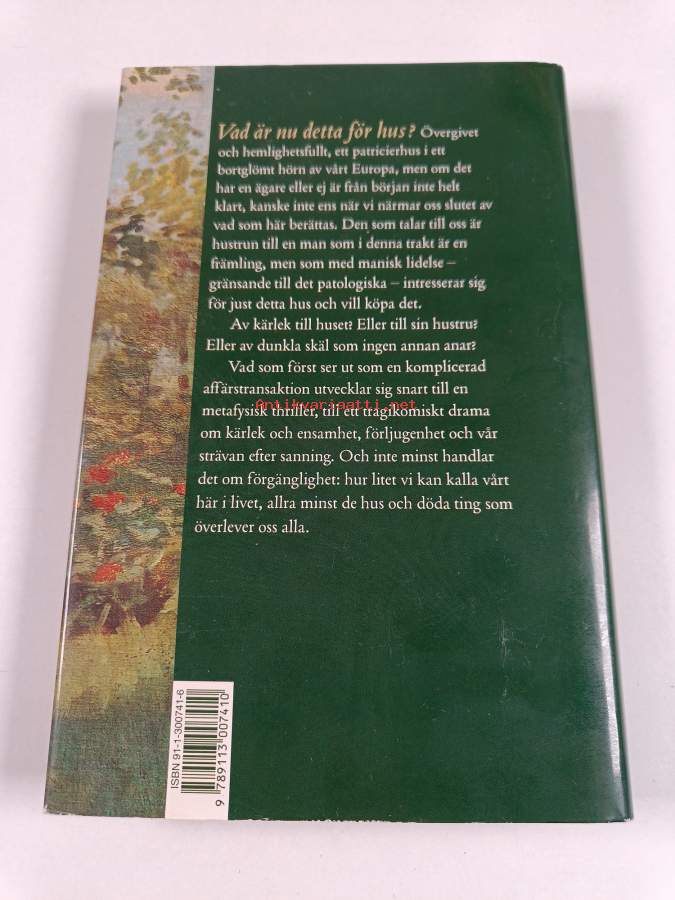 Vad är nu detta för hus? Övergivet
och hemlighetsfullt, ett patricierhus i ett
bortglömt hörn av vårt Europa, men om det
har en ägare eller ej är från början inte helt
klart, kanske inte ens när vi närmar oss slutet av
vad som här berättas. Den som talar till oss är
hustrun till en man som i denna trakt är en
främling, men som med manisk lidelse –
gränsande till det patologiska – intresserar sig
för just detta hus och vill köpa det.
Av kärlek till huset? Eller till sin hustru?
Eller av dunkla skäl som ingen annan anar?
Vad som först ser ut som en komplicerad
affärstransaktion utvecklar sig snart till en
metafysisk thriller, till ett tragikomiskt drama
om kärlek och ensamhet, förljugenhet och vår
strävan efter sanning. Och inte minst handlar
det om förgänglighet: hur litet vi kan kalla vårt
här i livet, allra minst de hus och döda ting som
överlever oss alla.
Antikvariaatti.net
ISBN 91-1-300741-6
9 789113 007410